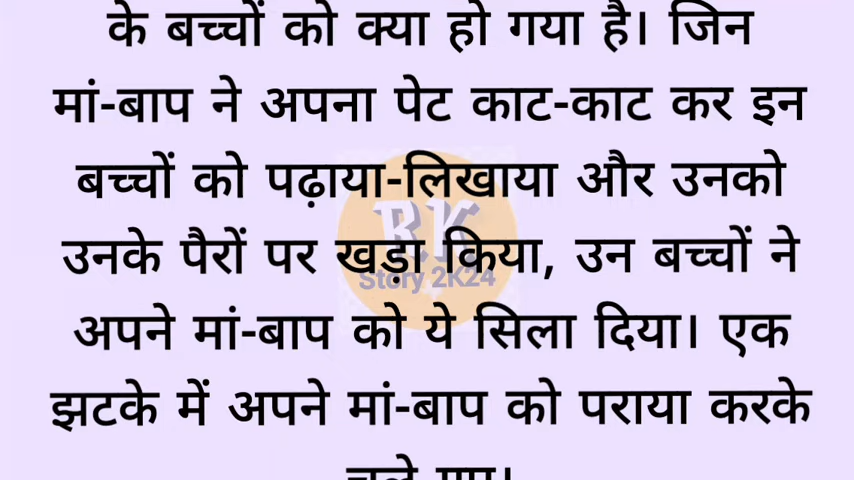 के बच्चों को क्या हो गया है। जिन
मां-बाप ने अपना पेट काट-काट कर इन
बच्चों को पढ़ाया-लिखाया और उनको
RK
उनके पैरों पर खड़ा किया, उन बच्चों ने
Story 2K24
अपने मां-बाप को ये सिला दिया। एक
झटके में अपने मां-बाप को पराया करके